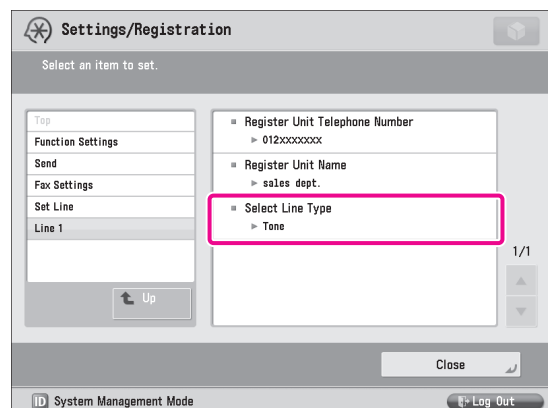 Settings/Registration
Select an item to set.
Top
Function Settings
Send
Fax Settings
Set Line
Line 1
Up
Register Unit Telephone Number
012xxxxxxx
Register Unit Name
sales dept.
Select Line Type
Tone
1/1
Close
ID System Management Mode
Log Out